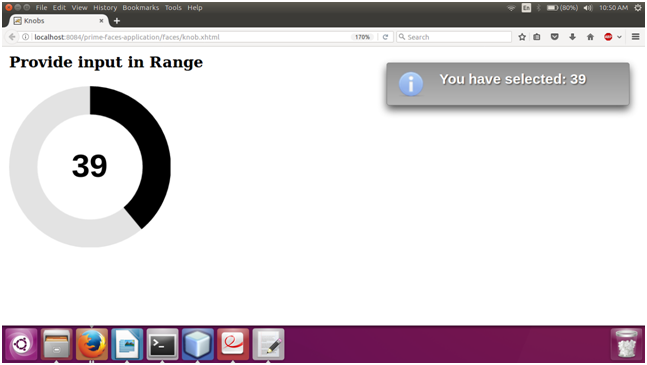 File Edit View History Bookmarks Tools Help
En (80%) 10:50 AM
Knobs
localhost:8084/prime-faces-application/faces/knob.xhtml 170% Search
ABP
Provide input in Range
You have selected: 39
39